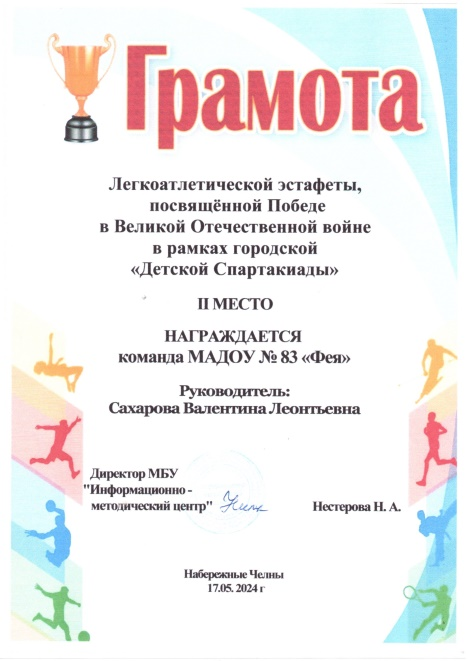 Грамота
Легкоатлетической эстафеты,
посвящённой Победе
в Великой Отечественной войне
в рамках городской
«Детской Спартакиады»
II МЕСТО
НАГРАЖДАЕТСЯ
команда МАДОУ № 83 «Фея»
Руководитель:
Сахарова Валентина Леонтьевна
Директор МБУ
"Информационно -
методический центр"
Нестерова Н. А.
Набережные Челны
17.05. 2024 г